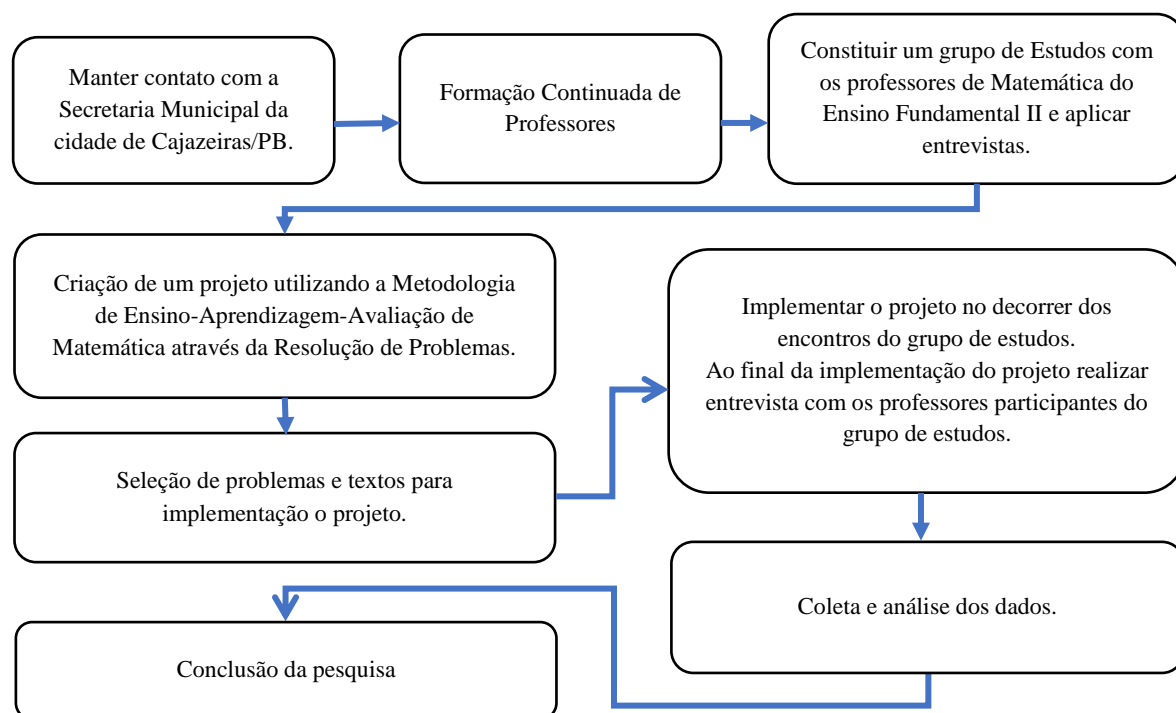 Manter contato com a
Secretaria Municipal da
cidade de Cajazeiras/PB.
Formação Continuada de
Professores
Constituir um grupo de Estudos com
os professores de Matemática do
Ensino Fundamental II e aplicar
entrevistas.
Criação de um projeto utilizando a Metodologia
de Ensino-Aprendizagem-Avaliação de
Matemática através da Resolução de Problemas.
Seleção de problemas e textos para
implementação o projeto.
Implementar o projeto no decorrer dos
encontros do grupo de estudos.
Ao final da implementação do projeto realizar
entrevista com os professores participantes do
grupo de estudos.
Coleta e análise dos dados.
Conclusão da pesquisa